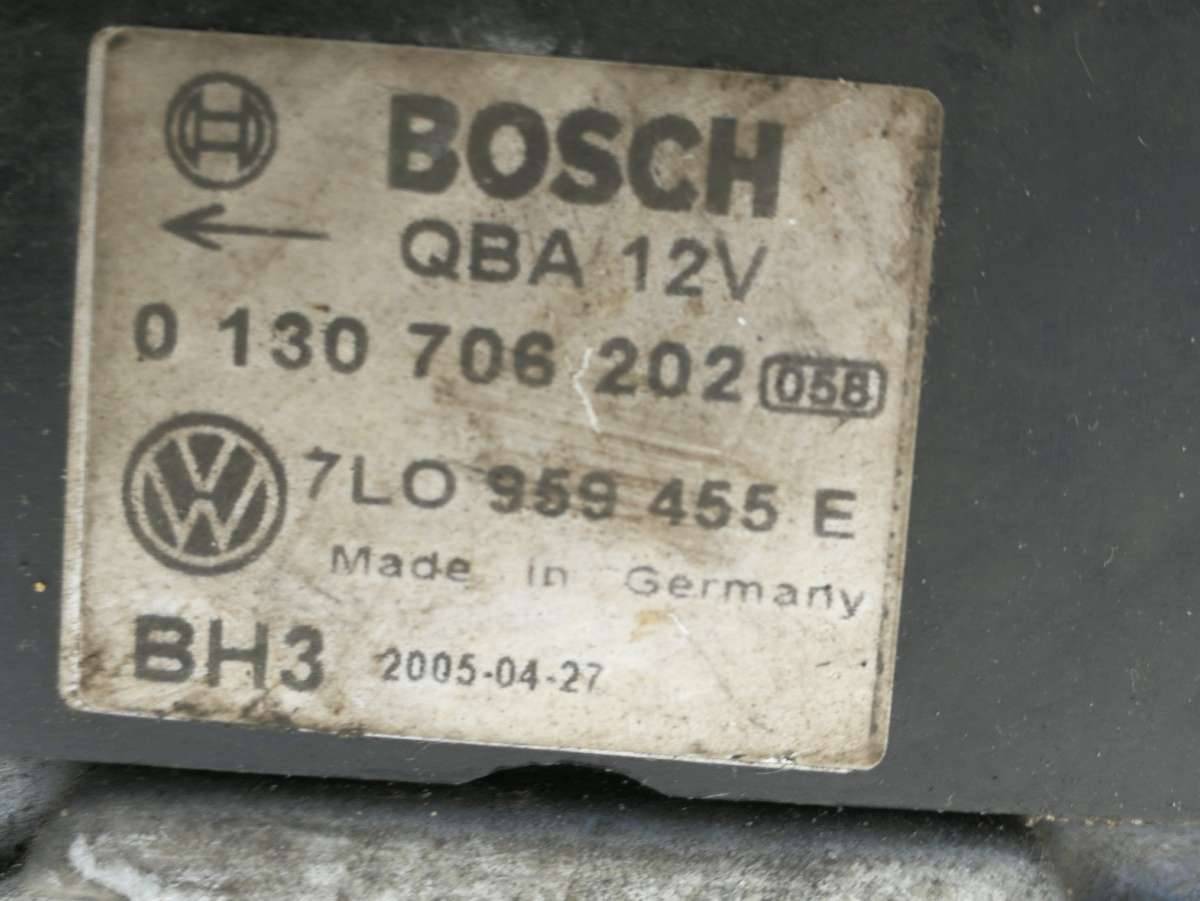 BOSCH
QBA 12V
0 130 706 202 058
7L0 959 455 E
Made in Germany
BH3 2005-04-27